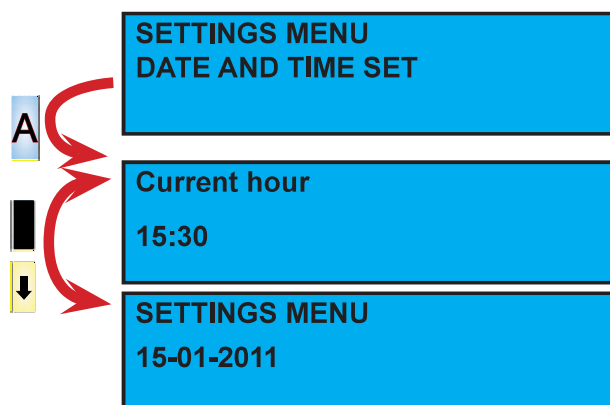 SETTINGS MENU
DATE AND TIME SET
A
Current hour
15:30
SETTINGS MENU
15-01-2011